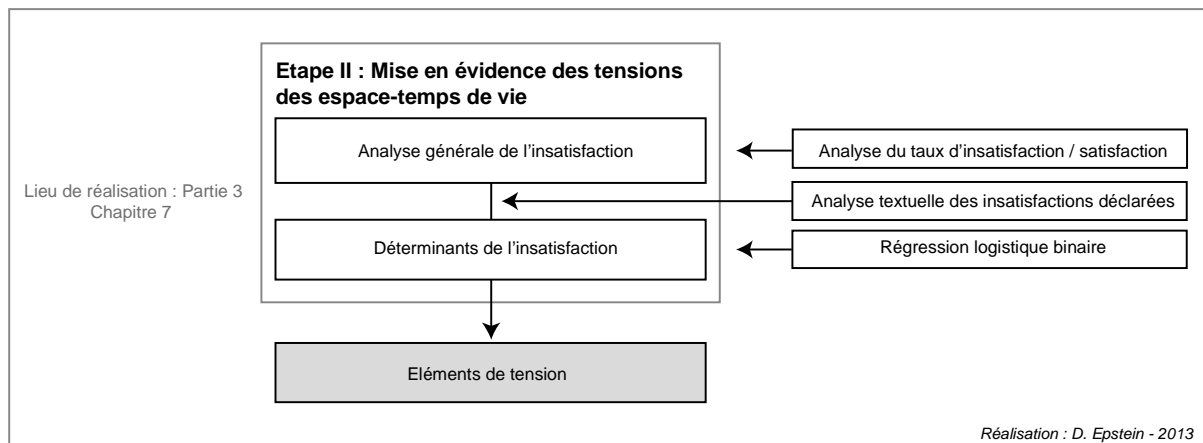 Etape II : Mise en évidence des tensions
des espace-temps de vie
Analyse générale de l'insatisfaction
Analyse du taux d'insatisfaction / satisfaction
Lieu de réalisation : Partie 3
Chapitre 7
Analyse textuelle des insatisfactions déclarées
Déterminants de l'insatisfaction
Régression logistique binaire
Eléments de tension
Réalisation : D. Epstein - 2013